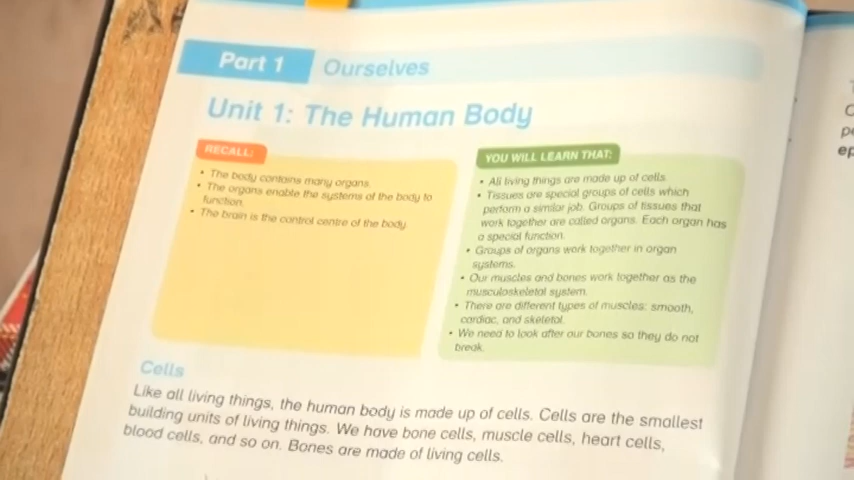 Part 1 Ourselves
Unit 1: The Human Body
RECALL:
• The body contains many organs.
• The organs enable the systems of the body to
function.
• The brain is the control centre of the body
YOU WILL LEARN THAT:
• All living things are made up of cells.
• Tissues are special groups of cells which
perform a similar job. Groups of tissues that
work together are called organs. Each organ has
a special function.
• Groups of organs work together in organ
systems.
• Our muscles and bones work together as the
musculoskeletal system.
• There are different types of muscles: smooth,
cardiac, and skeletal.
• We need to look after our bones so they do not
break.
Cells
Like all living things, the human body is made up of cells. Cells are the smallest
building units of living things. We have bone cells, muscle cells, heart cells,
blood cells, and so on. Bones are made of living cells.